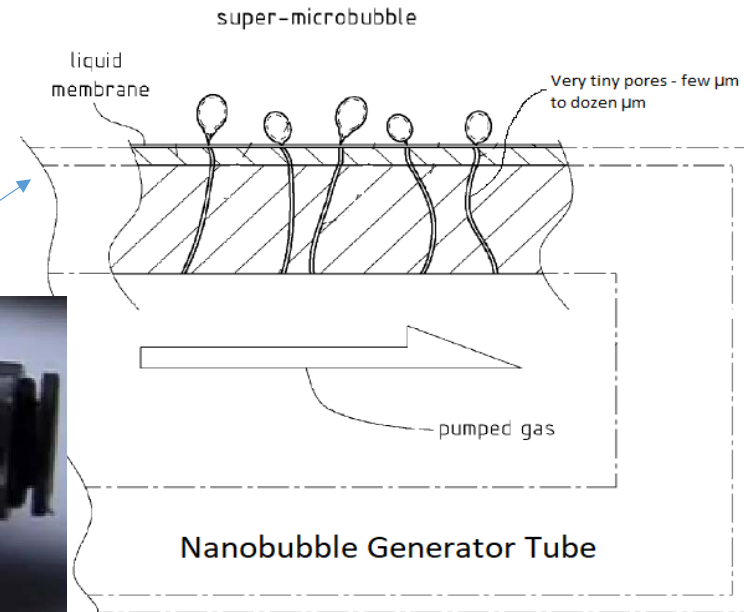 super-microbubble
liquid
membrane
Very tiny pores - few µm
to dozen µm
pumped gas
Nanobubble Generator Tube